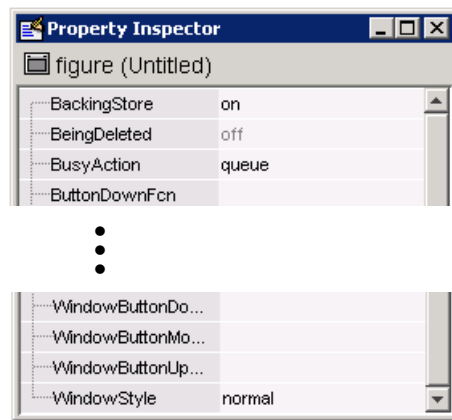 Property Inspector
figure (Untitled)
BackingStore on
BeingDeleted off
BusyAction queue
ButtonDownFcn
WindowButtonDo...
WindowButtonMo...
WindowButtonUp...
WindowStyle normal